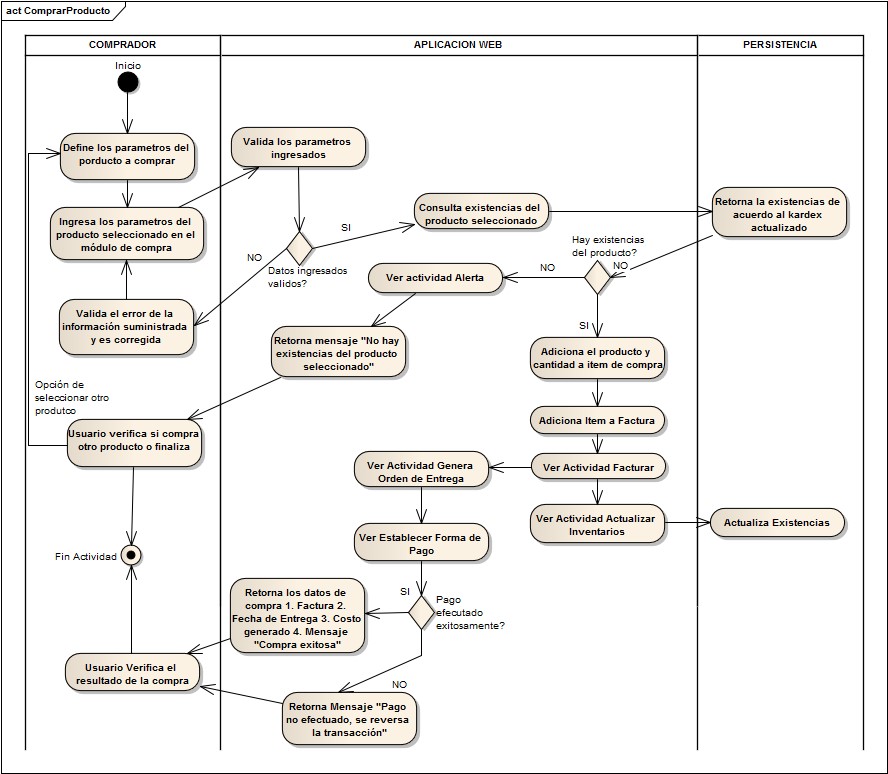 act ComprarProducto
COMPRADOR
APLICACION WEB
PERSISTENCIA
Inicio
Define los parametros del
porducto a comprar
Valida los parametros
ingresados
Ingresa los parametros del
producto seleccionado en el
módulo de compra
Consulta existencias del
producto seleccionado
Retorna la existencias de
acuerdo al kardex
actualizado
SI
NO
Datos ingresados
validos?
Hay existencias
del producto?
NO
NO
Ver actividad Alerta
Valida el error de la
información suministrada
y es corregida
SI
Retorna mensaje "No hay
existencias del producto
seleccionado"
Adiciona el producto y
cantidad a item de compra
Opción de
seleccionar otro
produtco
Adiciona Item a Factura
Usuario verifica si compra
otro producto o finaliza
Ver Actividad Genera
Orden de Entrega
Ver Actividad Facturar
Ver Actividad Actualizar
Inventarios
Actualiza Existencias
Ver Establecer Forma de
Pago
Fin Actividad
SI
Pago
efecutado
exitosamente?
Retorna los datos de
compra 1. Factura 2.
Fecha de Entrega 3. Costo
generado 4. Mensaje
"Compra exitosa"
Usuario Verifica el
resultado de la compra
NO
Retorna Mensaje "Pago
no efectuado, se reversa
la transacción"